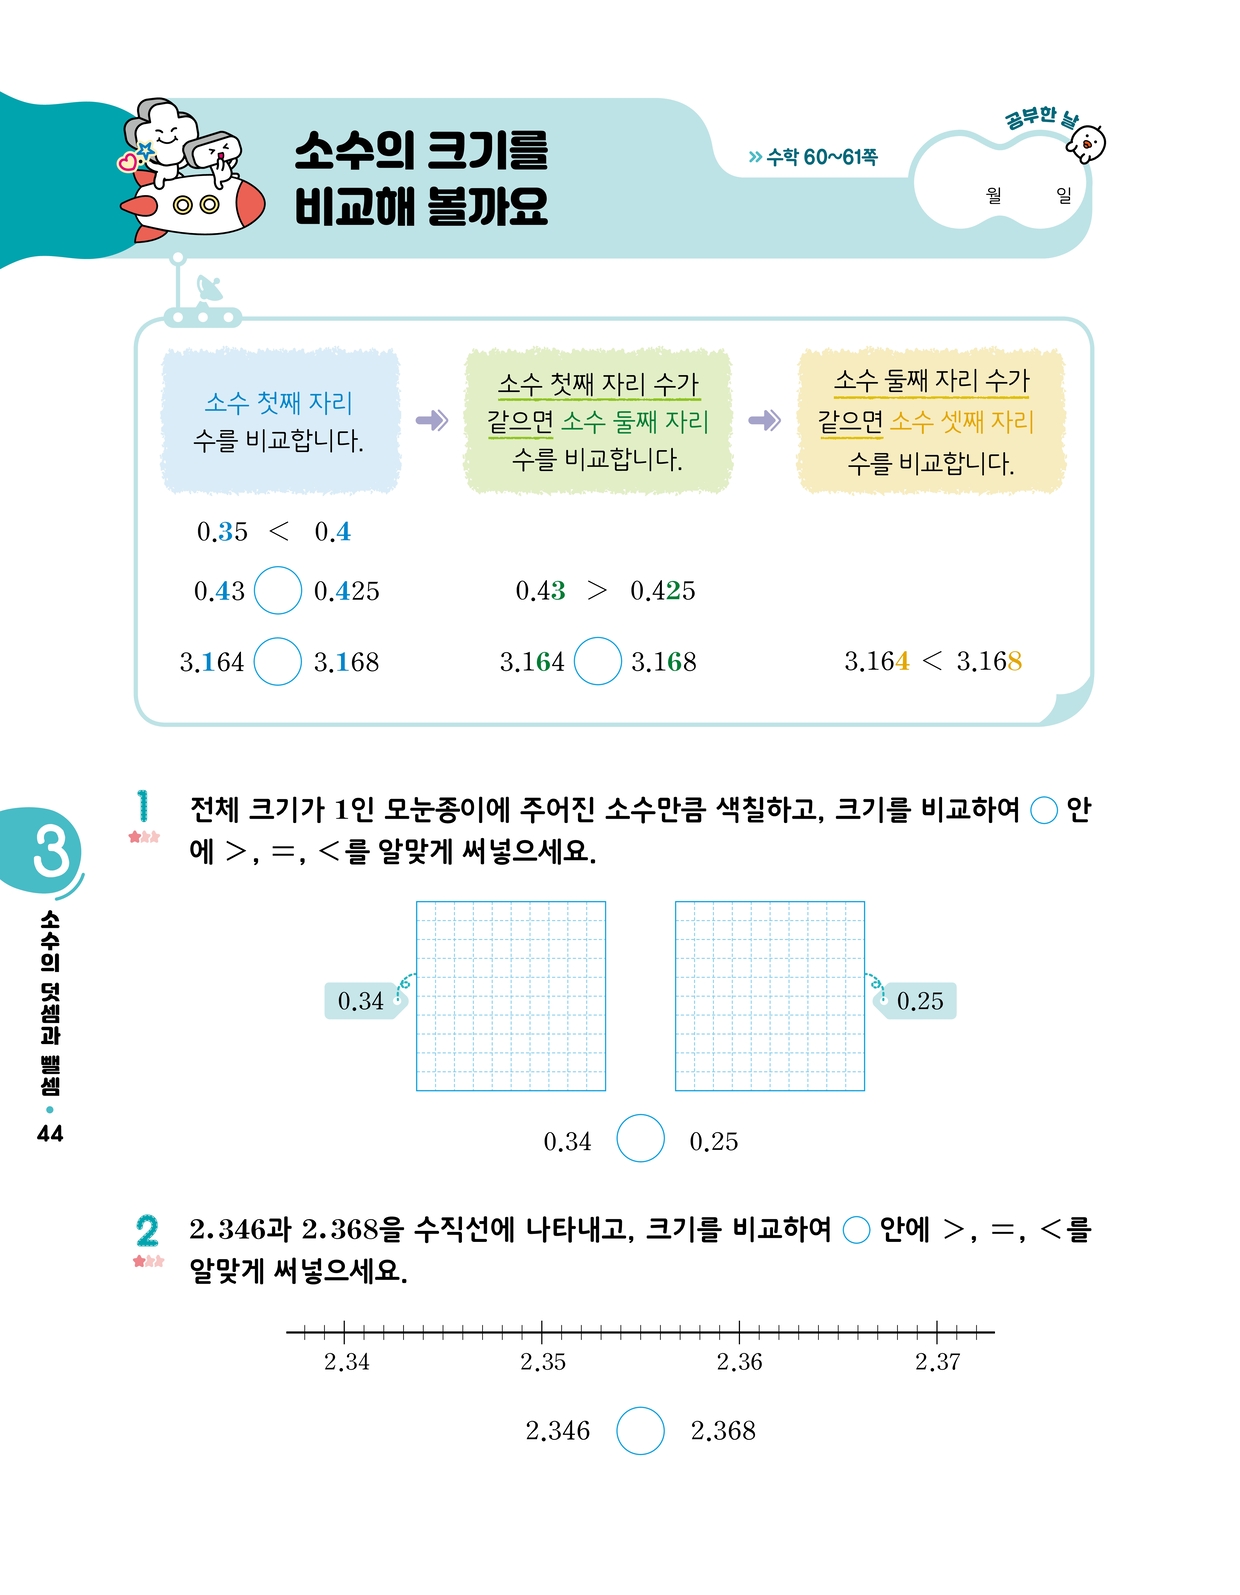 소수의 크기를
비교해 볼까요
» 수학 60~61쪽
공부한 날
월 일
소수 첫째 자리
수를 비교합니다.
소수 첫째 자리 수가
같으면 소수 둘째 자리
수를 비교합니다.
소수 둘째 자리 수가
같으면 소수 셋째 자리
수를 비교합니다.
0.35 < 0.4
0.43 ◯ 0.425 0.43 > 0.425
3.164 ◯ 3.168 3.164 ◯ 3.168 3.164 < 3.168
1 전체 크기가 1인 모눈종이에 주어진 소수만큼 색칠하고, 크기를 비교하여 ◯ 안
에 >, =, <를 알맞게 써넣으세요.
0.34 0.25
0.34 ◯ 0.25
2 2.346과 2.368을 수직선에 나타내고, 크기를 비교하여 ◯ 안에 >, =, <를
알맞게 써넣으세요.
2.34 2.35 2.36 2.37
2.346 ◯ 2.368
3
소수의 덧셈과 뺄셈
44